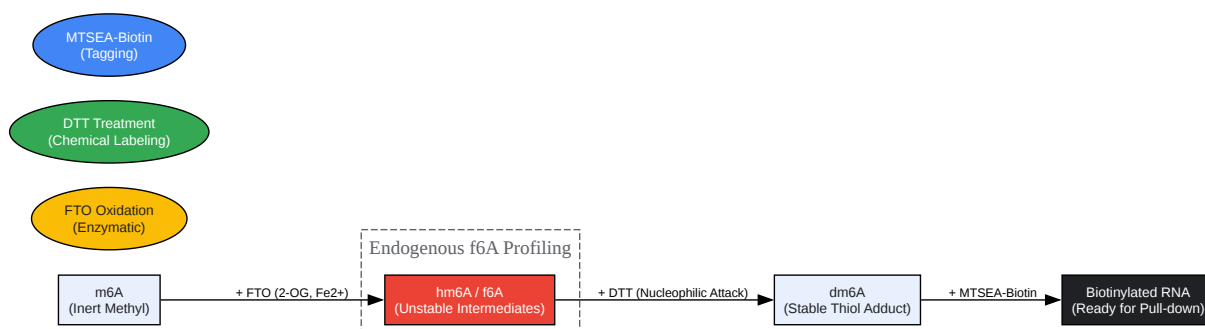 MTSEA-Biotin
(Tagging)
DTT Treatment
(Chemical Labeling)
FTO Oxidation
(Enzymatic)
Endogenous f6A Profiling
m6A
(Inert Methyl)
+ FTO (2-OG, Fe2+)
hm6A / f6A
(Unstable Intermediates)
+ DTT (Nucleophilic Attack)
dm6A
(Stable Thiol Adduct)
+ MTSEA-Biotin
Biotinylated RNA
(Ready for Pull-down)